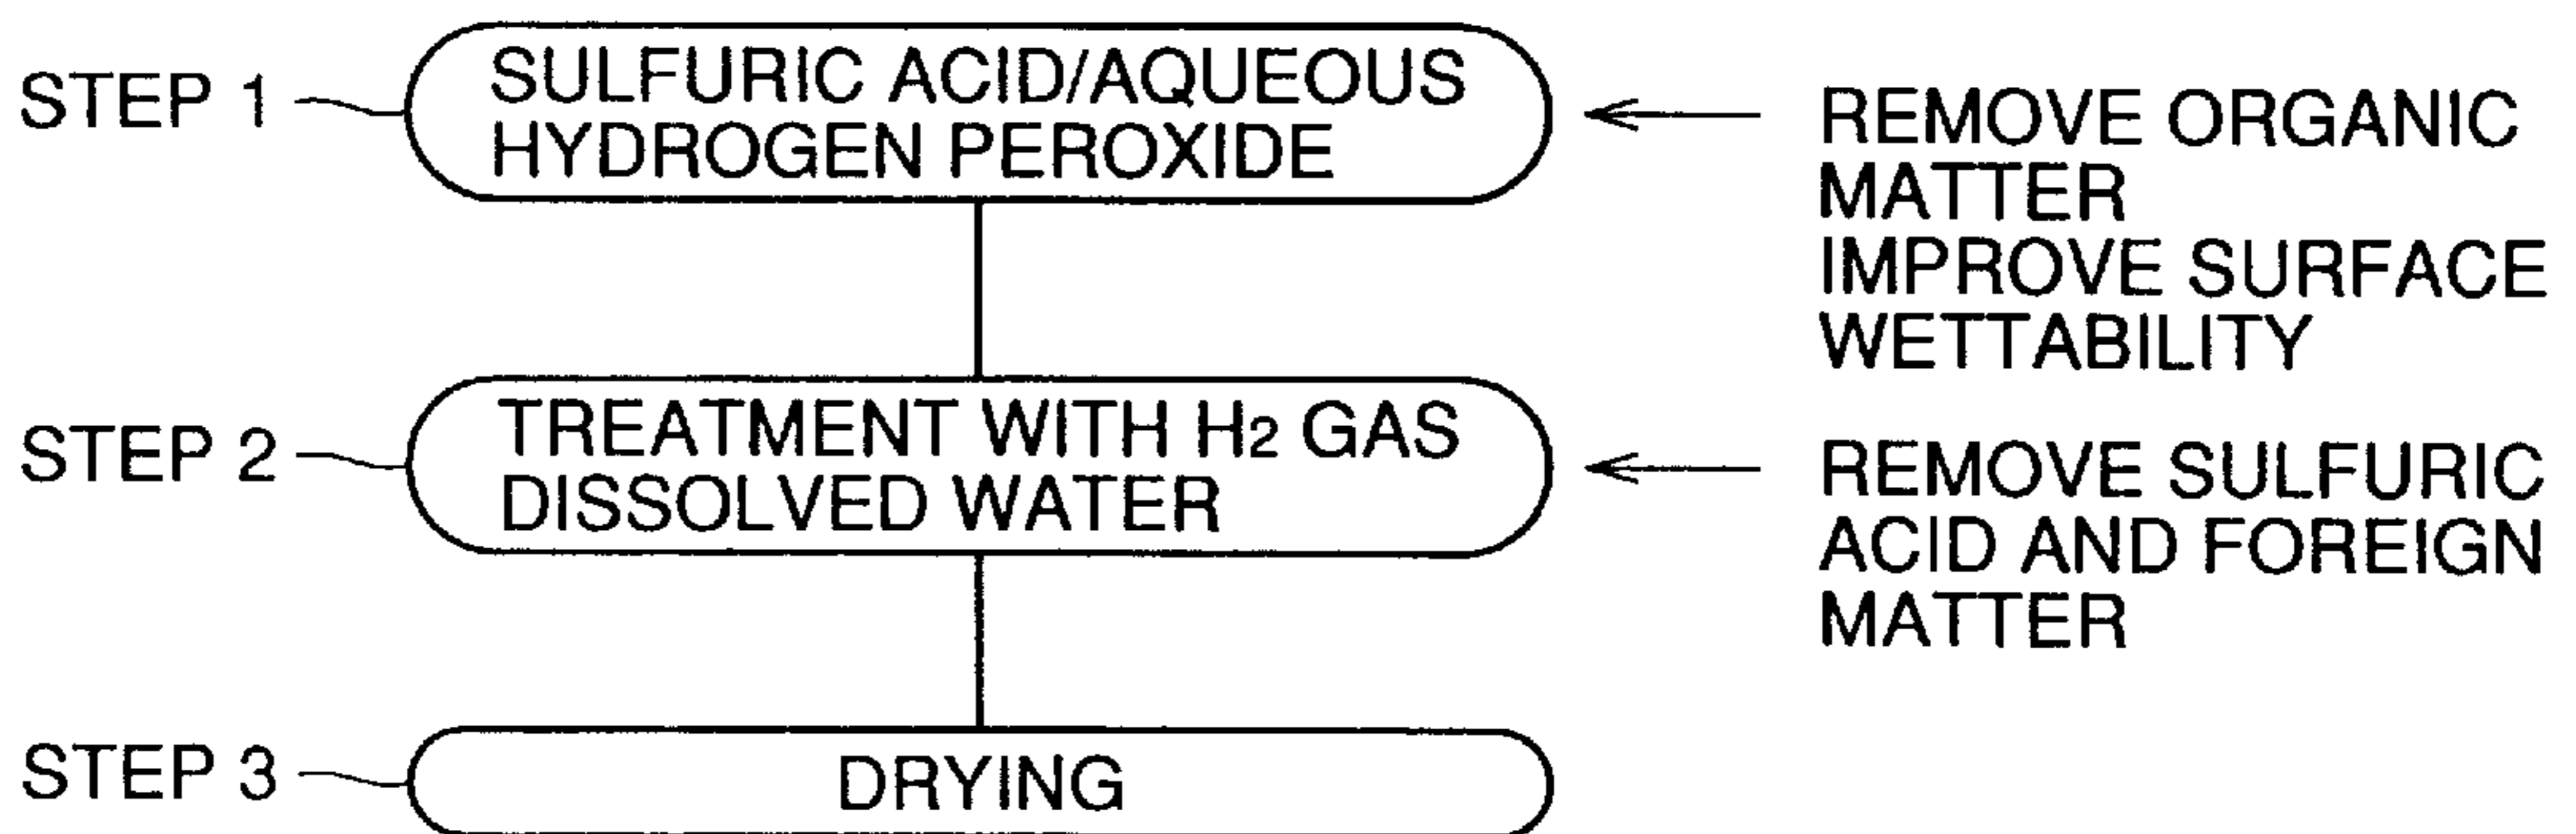 STEP 1
SULFURIC ACID/AQUEOUS
HYDROGEN PEROXIDE
REMOVE ORGANIC
MATTER
IMPROVE SURFACE
WETTABILITY
STEP 2
TREATMENT WITH H2 GAS
DISSOLVED WATER
REMOVE SULFURIC
ACID AND FOREIGN
MATTER
STEP 3
DRYING